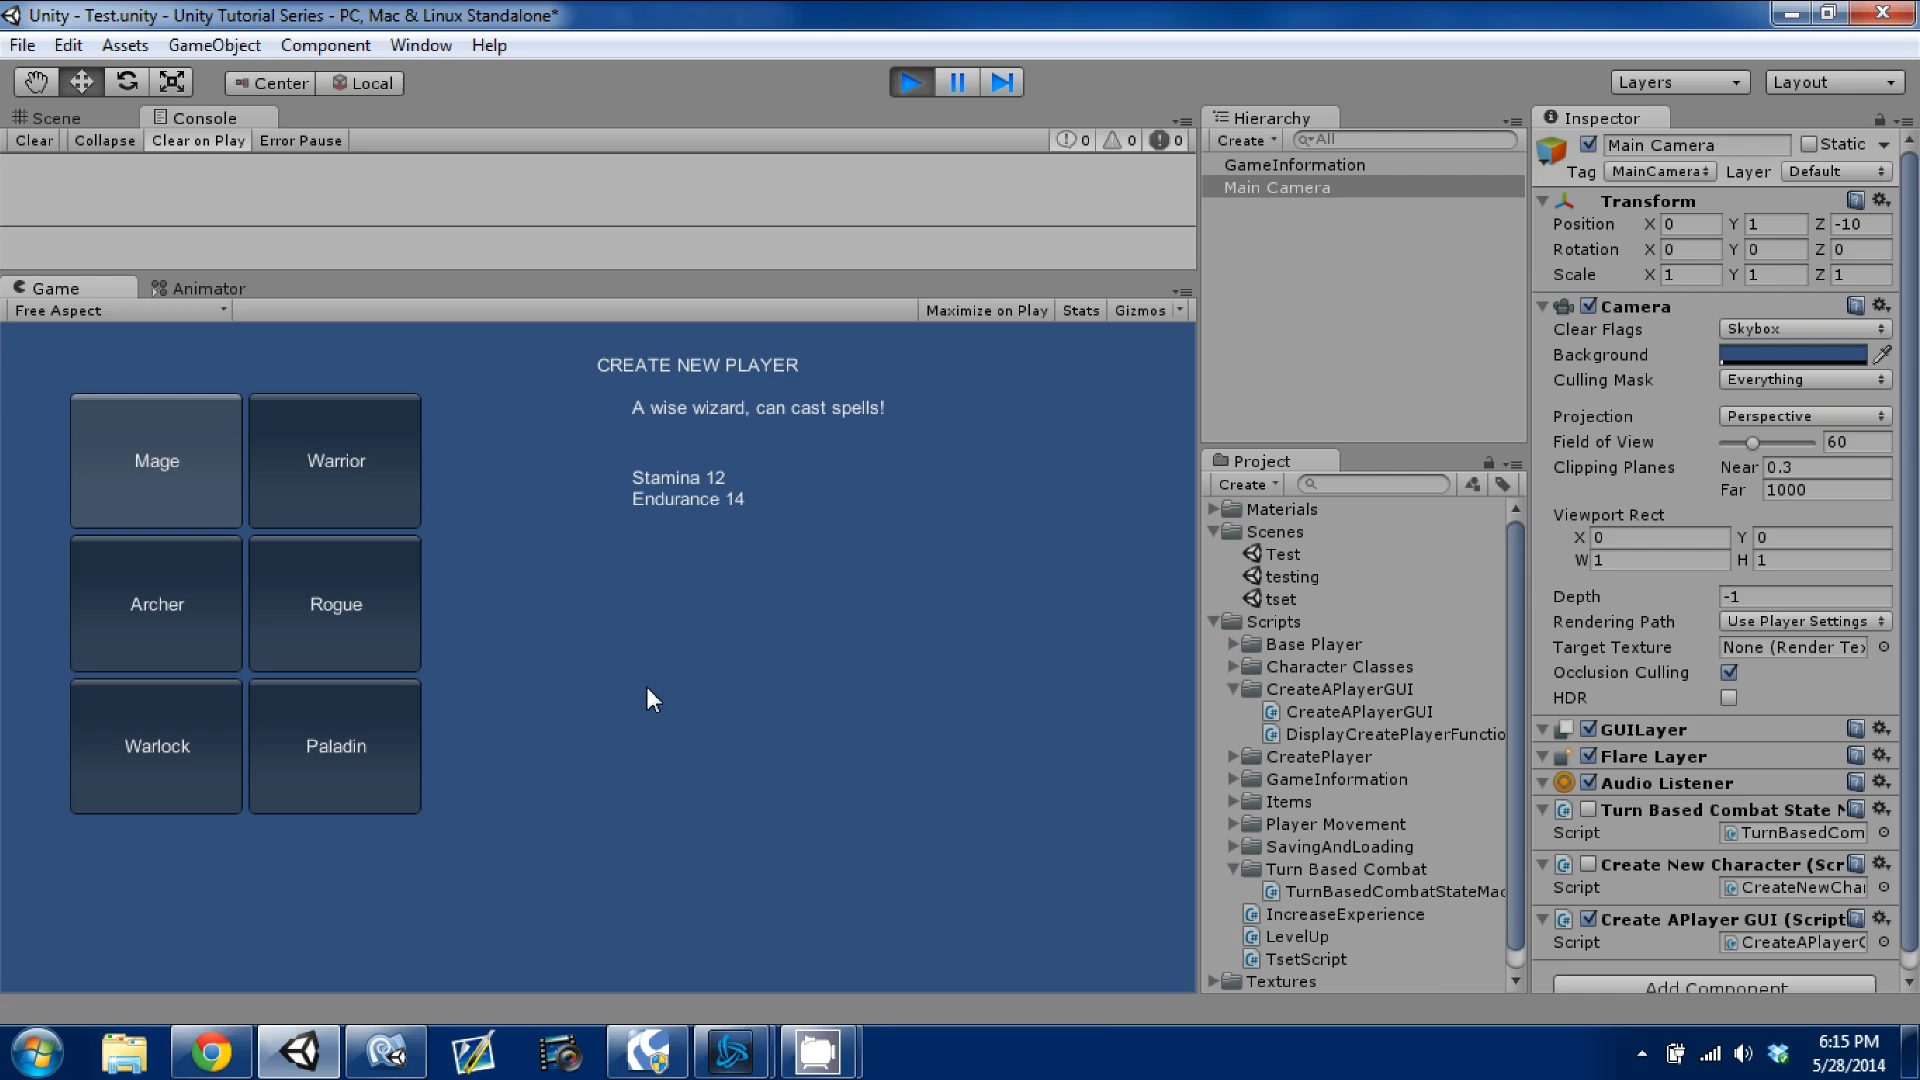 Unity - Test.unity - Unity Tutorial Series - PC, Mac & Linux Standalone*
File Edit Assets GameObject Component Window Help
Center Local
Layers Layout
Scene Console
Clear Collapse Clear on Play Error Pause 0 0 0
Game Animator
Free Aspect Maximize on Play Stats Gizmos
CREATE NEW PLAYER
A wise wizard, can cast spells!
Stamina 12
Endurance 14
Mage Warrior
Archer Rogue
Warlock Paladin
Hierarchy
Create All
GameInformation
Main Camera
Project
Create
Materials
Scenes
Test
testing
tset
Scripts
Base Player
Character Classes
CreateAPlayerGUI
CreateAPlayerGUI
DisplayCreatePlayerFunctio
CreatePlayer
GameInformation
Items
Player Movement
SavingAndLoading
Turn Based Combat
TurnBasedCombatStateMac
IncreaseExperience
LevelUp
TsetScript
Textures
Inspector
Main Camera Static
Tag MainCamera Layer Default
Transform
Position X 0 Y 1 Z -10
Rotation X 0 Y 0 Z 0
Scale X 1 Y 1 Z 1
Camera
Clear Flags Skybox
Background
Culling Mask Everything
Projection Perspective
Field of View 60
Clipping Planes Near 0.3
Far 1000
Viewport Rect
X 0 Y 0
W 1 H 1
Depth -1
Rendering Path Use Player Settings
Target Texture None (Render Tex
Occlusion Culling
HDR
GUILayer
Flare Layer
Audio Listener
Turn Based Combat State M
Script TurnBasedCom
Create New Character (Scr
Script CreateNewChar
Create APlayer GUI (Script
Script CreateAPlayerG
Add Component
6:15 PM
5/28/2014